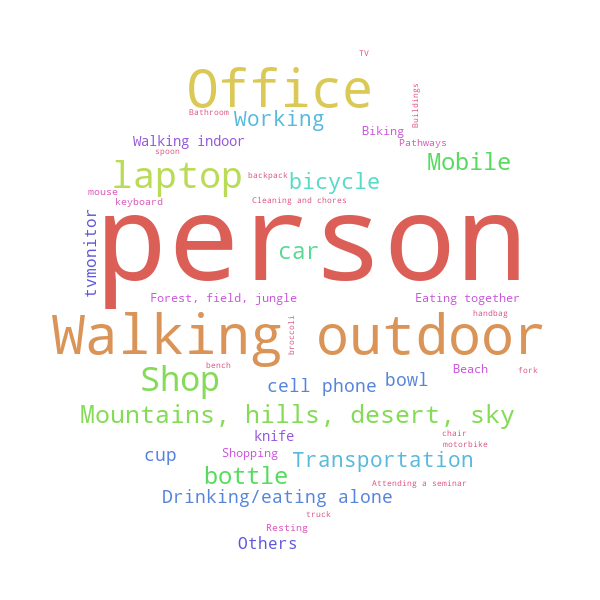 TV
Office
Buildings
Bathroom
Working
Biking
Walking indoor
Pathways
spoon
Mobile
laptop
backpack
bicycle
mouse
keyboard
Cleaning and chores
person
tvmonitor
car
Forest, field, jungle
Eating together
handbag
Walking outdoor
broccoli
bench
Shop
cell phone
bowl
Beach
fork
Mountains, hills, desert, sky
knife
chair
motorbike
cup
Shopping
Transportation
bottle
Attending a seminar
Drinking/eating alone
truck
Resting
Others